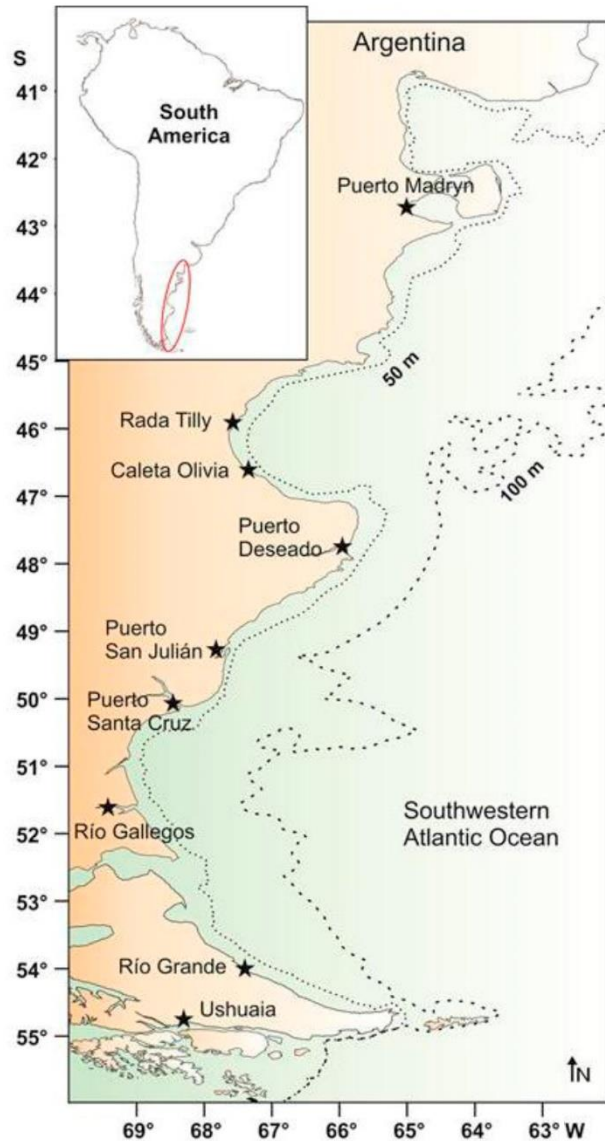 S
Argentina
South
America
41°
42°
43°
44°
45°
46°
47°
48°
49°
50°
51°
52°
53°
54°
55°
Puerto Madryn
50 m
100 m
Rada Tilly
Caleta Olivia
Puerto
Deseado
Puerto
San Julián
Puerto
Santa Cruz
Río Gallegos
Southwestern
Atlantic Ocean
Río Grande
Ushuaia
N
69° 68° 67° 66° 65° 64° 63° W